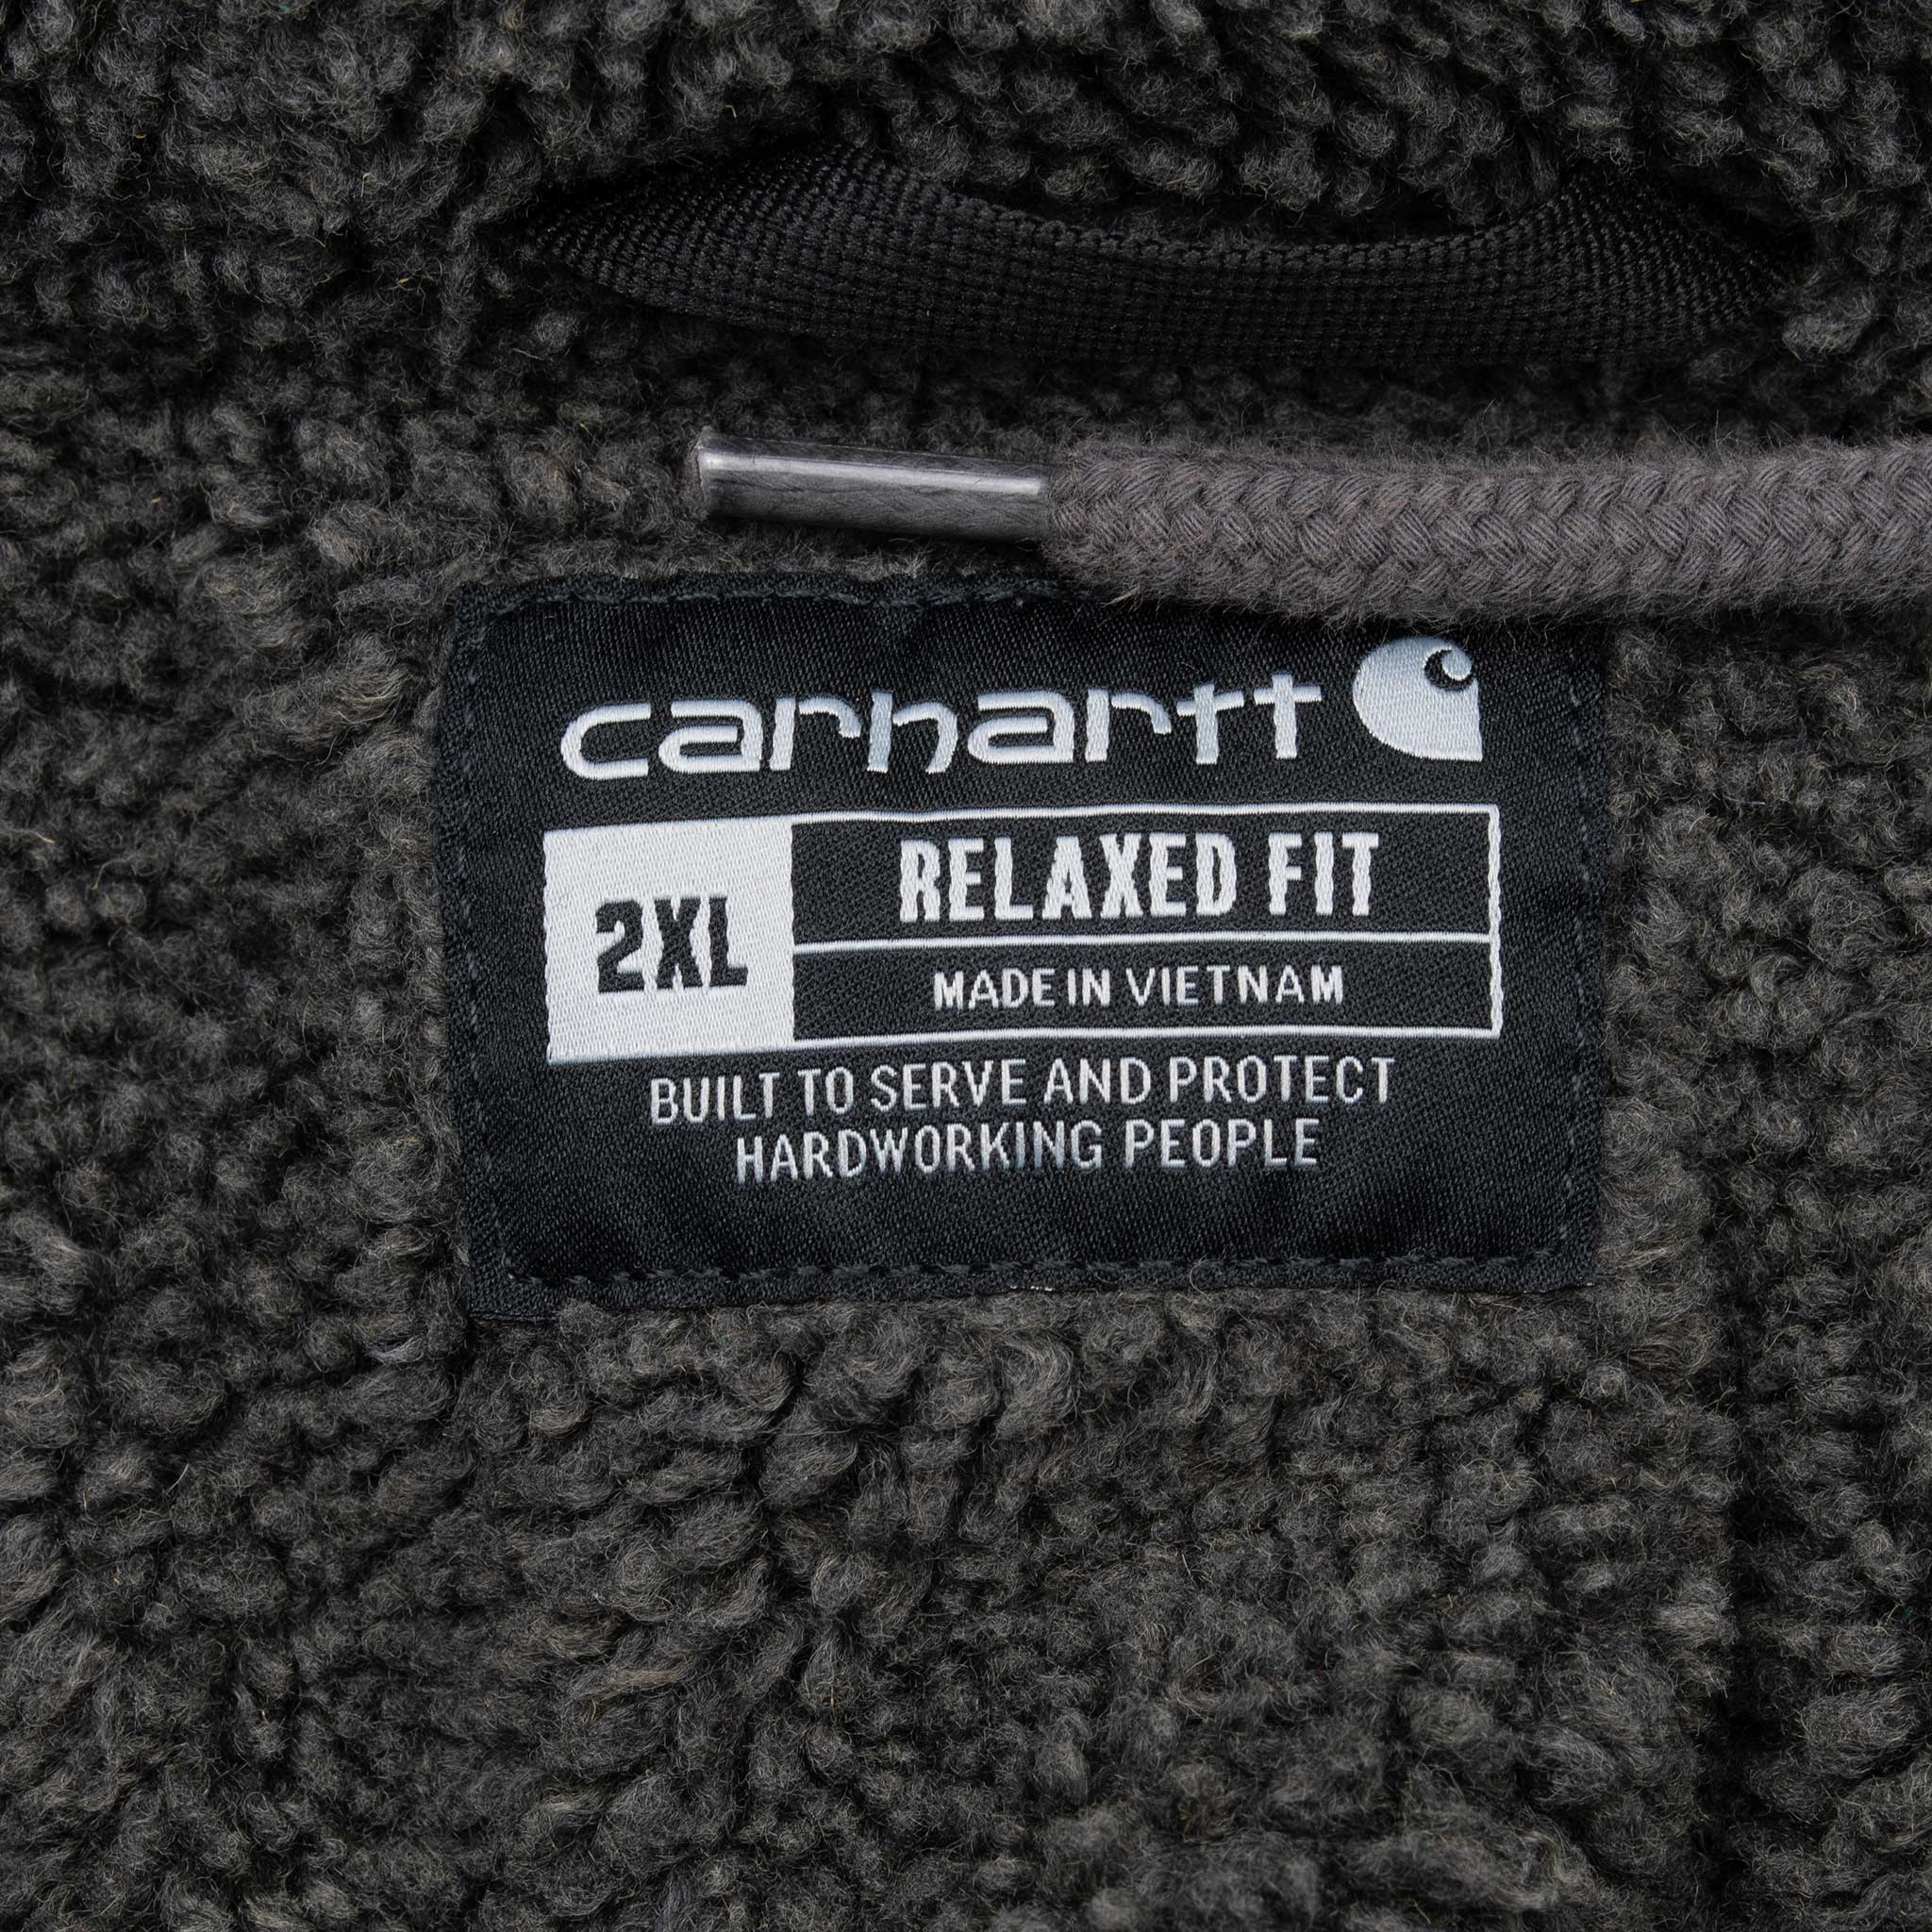 carhartt
2XL
RELAXED FIT
MADE IN VIETNAM
BUILT TO SERVE AND PROTECT
HARDWORKING PEOPLE